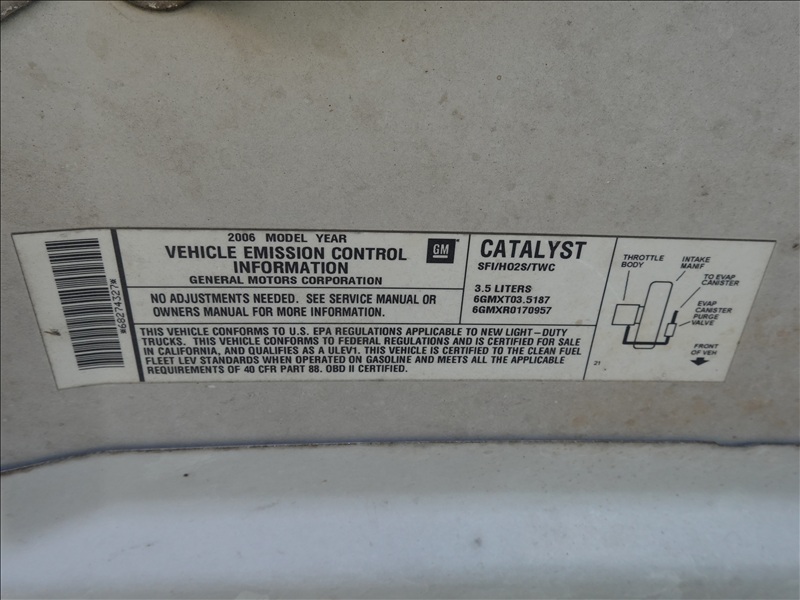 *68274327*
2006 MODEL YEAR
VEHICLE EMISSION CONTROL
INFORMATION
GENERAL MOTORS CORPORATION
GM
NO ADJUSTMENTS NEEDED. SEE SERVICE MANUAL OR
OWNERS MANUAL FOR MORE INFORMATION.
CATALYST
SFI/HO2S/TWC
3.5 LITERS
6GMXT03.5187
6GMXR0170957
THIS VEHICLE CONFORMS TO U.S. EPA REGULATIONS APPLICABLE TO NEW LIGHT-DUTY
TRUCKS. THIS VEHICLE CONFORMS TO FEDERAL REGULATIONS AND IS CERTIFIED FOR SALE
IN CALIFORNIA, AND QUALIFIES AS A ULEV1. THIS VEHICLE IS CERTIFIED TO THE CLEAN FUEL
FLEET LEV STANDARDS WHEN OPERATED ON GASOLINE AND MEETS ALL THE APPLICABLE
REQUIREMENTS OF 40 CFR PART 88. OBD II CERTIFIED.
THROTTLE
BODY
INTAKE
MANIF
TO EVAP
CANISTER
EVAP
CANISTER
PURGE
VALVE
FRONT
OF VEH
21